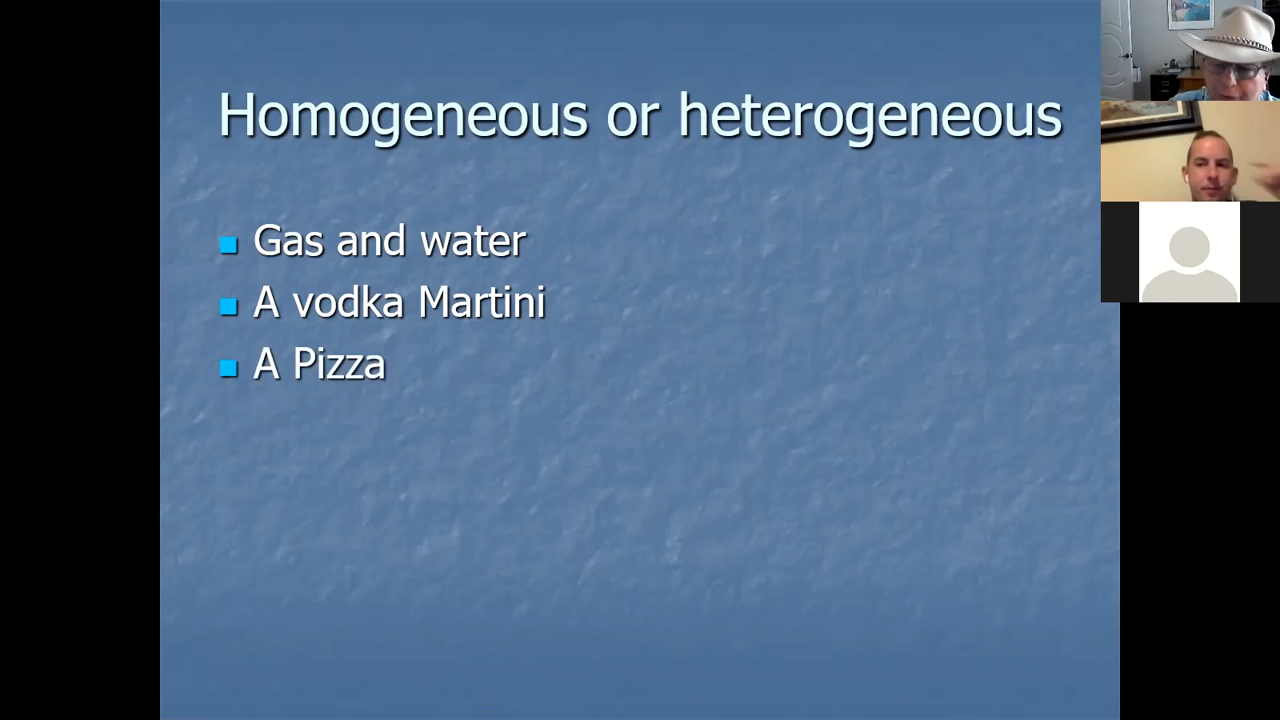 Homogeneous or heterogeneous
Gas and water
A vodka Martini
A Pizza